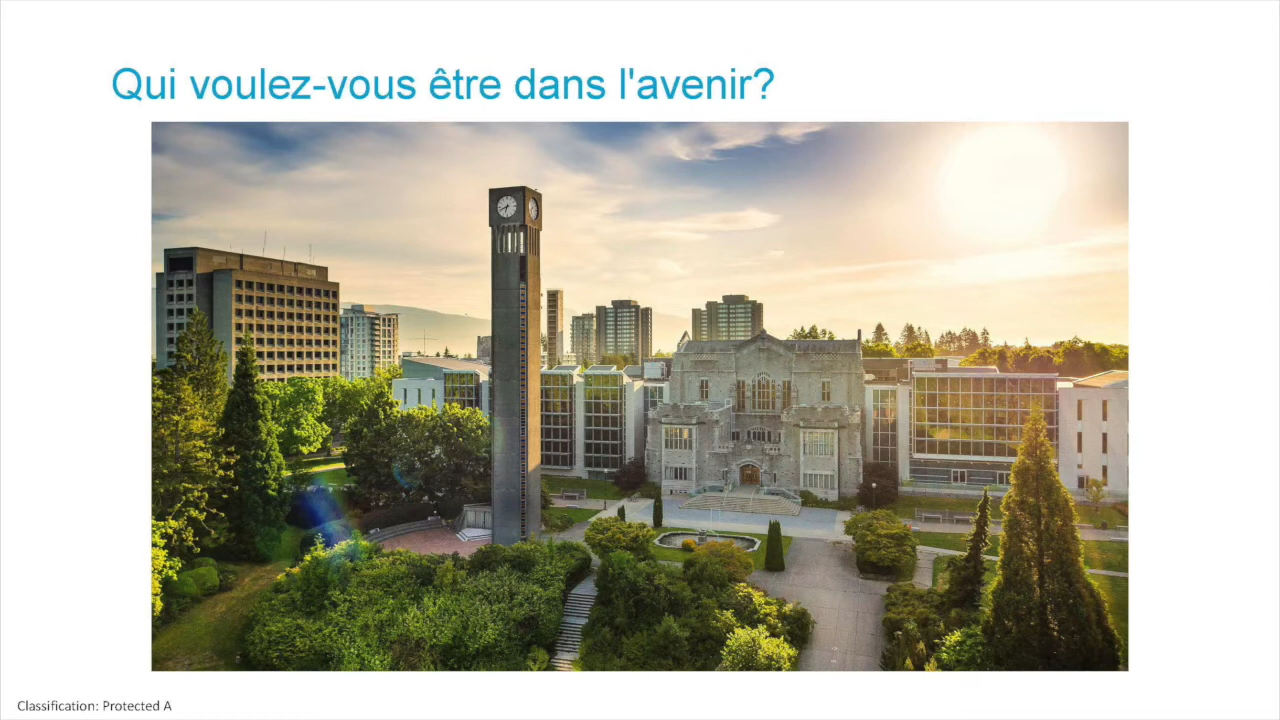 Qui voulez-vous être dans l'avenir?
Classification: Protected A